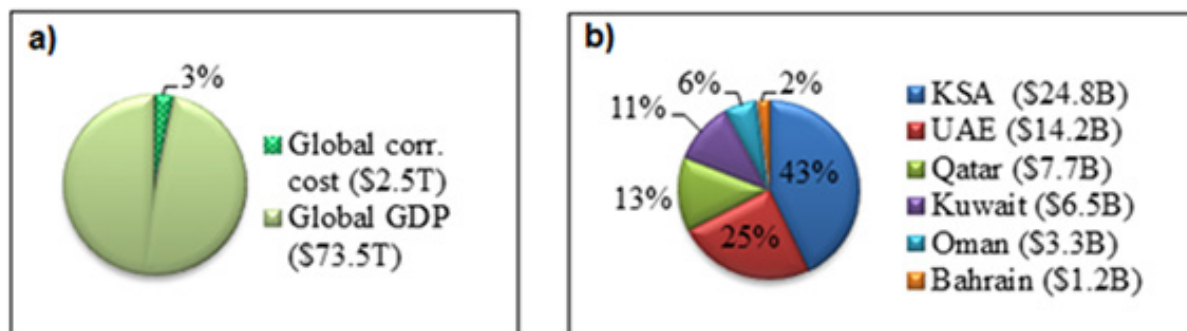 a)
3%
Global corr.
cost ($2.5T)
Global GDP
($73.5T)
b)
2%
6%
11%
13%
25%
43%
KSA ($24.8B)
UAE ($14.2B)
Qatar ($7.7B)
Kuwait ($6.5B)
Oman ($3.3B)
Bahrain ($1.2B)